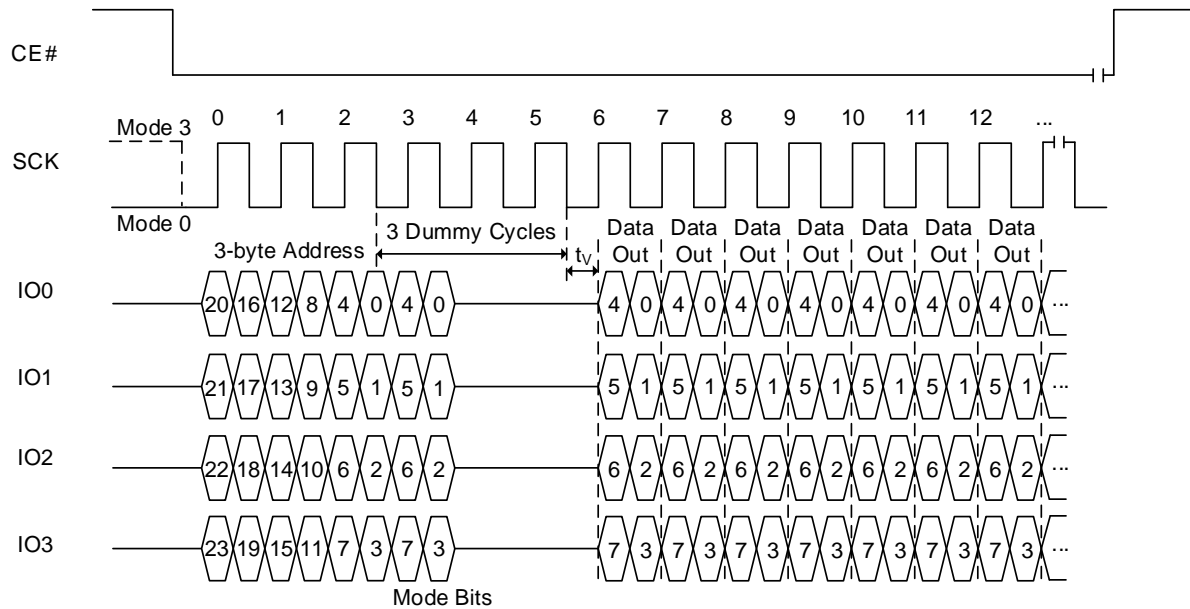 CE#
Mode 3
0 1 2 3 4 5 6 7 8 9 10 11 12 ...
SCK
Mode 0
3-byte Address
3 Dummy Cycles
tV
Data Out
Data Out
Data Out
Data Out
Data Out
Data Out
Data Out
IO0
20 16 12 8 4 0 4 0 4 0 4 0 4 0 4 0 4 0 4 0 4 0 ...
IO1
21 17 13 9 5 1 5 1 5 1 5 1 5 1 5 1 5 1 5 1 5 1 ...
IO2
22 18 14 10 6 2 6 2 6 2 6 2 6 2 6 2 6 2 6 2 6 2 ...
IO3
23 19 15 11 7 3 7 3 7 3 7 3 7 3 7 3 7 3 7 3 7 3 ...
Mode Bits